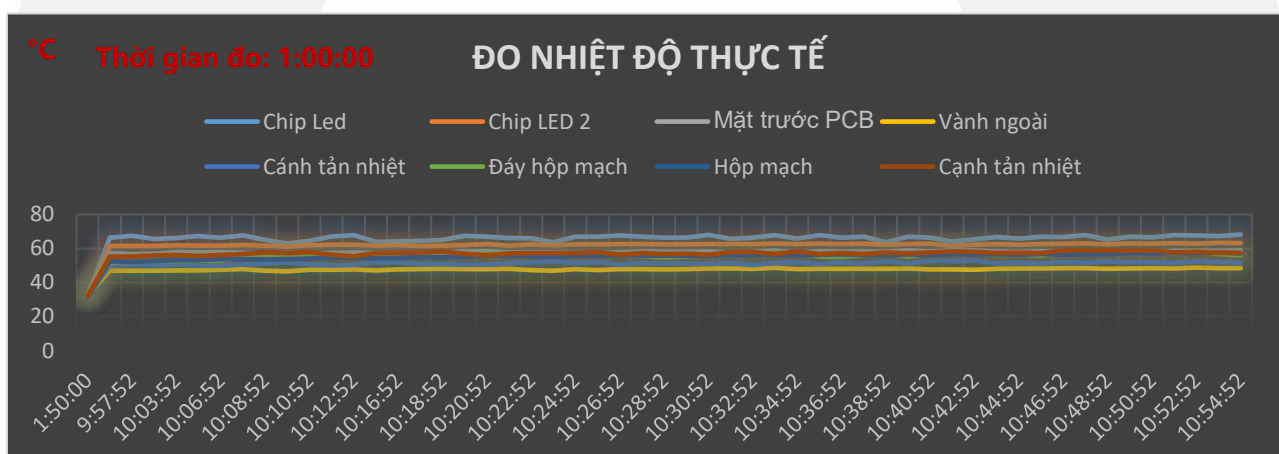 °C Thời gian đo: 1:00:00 ĐO NHIỆT ĐỘ THỰC TẾ
Chip Led Chip LED 2 Mặt trước PCB Vành ngoài
Cánh tản nhiệt Đáy hộp mạch Hộp mạch Cạnh tản nhiệt
80
60
40
20
0
1:50:00 9:57:52 10:03:52 10:06:52 10:08:52 10:10:52 10:12:52 10:16:52 10:18:52 10:20:52 10:22:52 10:24:52 10:26:52 10:28:52 10:30:52 10:32:52 10:34:52 10:36:52 10:38:52 10:40:52 10:42:52 10:44:52 10:46:52 10:48:52 10:50:52 10:52:52 10:54:52